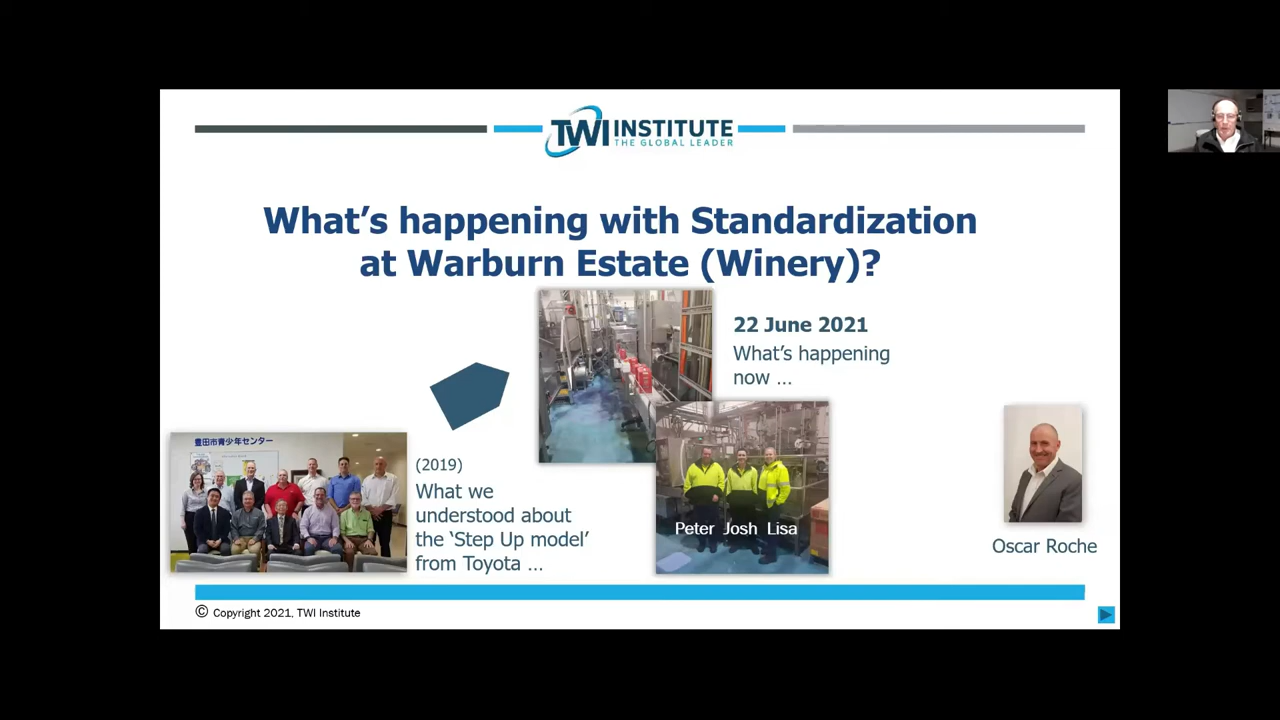 TWI INSTITUTE
THE GLOBAL LEADER
What’s happening with Standardization
at Warburn Estate (Winery)?
22 June 2021
What’s happening
now ...
豊田市青少年センター
(2019)
What we
understood about
the ‘Step Up model’
from Toyota ...
Peter Josh Lisa
Oscar Roche
© Copyright 2021, TWI Institute